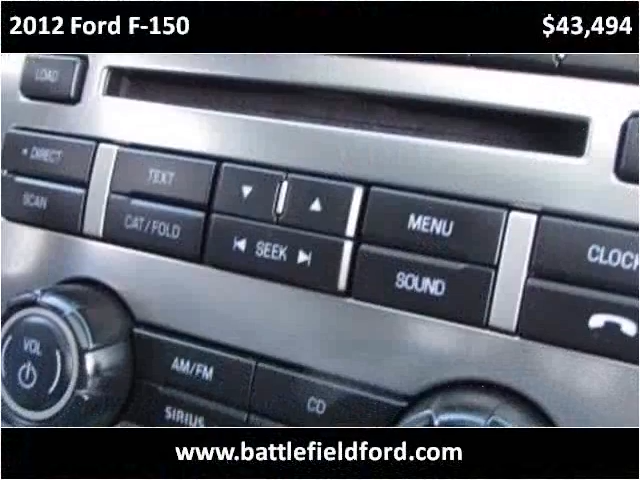 2012 Ford F-150
$43,494
LOAD
DIRECT
TEXT
SCAN
CAT/FOLD
SEEK
MENU
SOUND
CLOCK
VOL
AM/FM
CD
SIRIUS
www.battlefieldford.com